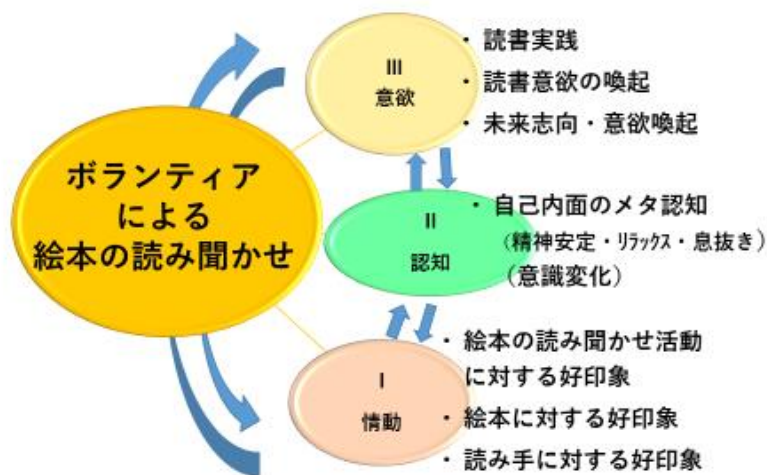 ボランティア
による
絵本の読み聞かせ
Ⅲ
意欲
・ 読書実践
・ 読書意欲の喚起
・ 未来志向・意欲喚起
Ⅱ
認知
・ 自己内面のメタ認知
（精神安定・ﾘﾗｯｸｽ・息抜き）
（意識変化）
Ⅰ
情動
・ 絵本の読み聞かせ活動
に対する好印象
・ 絵本に対する好印象
・ 読み手に対する好印象